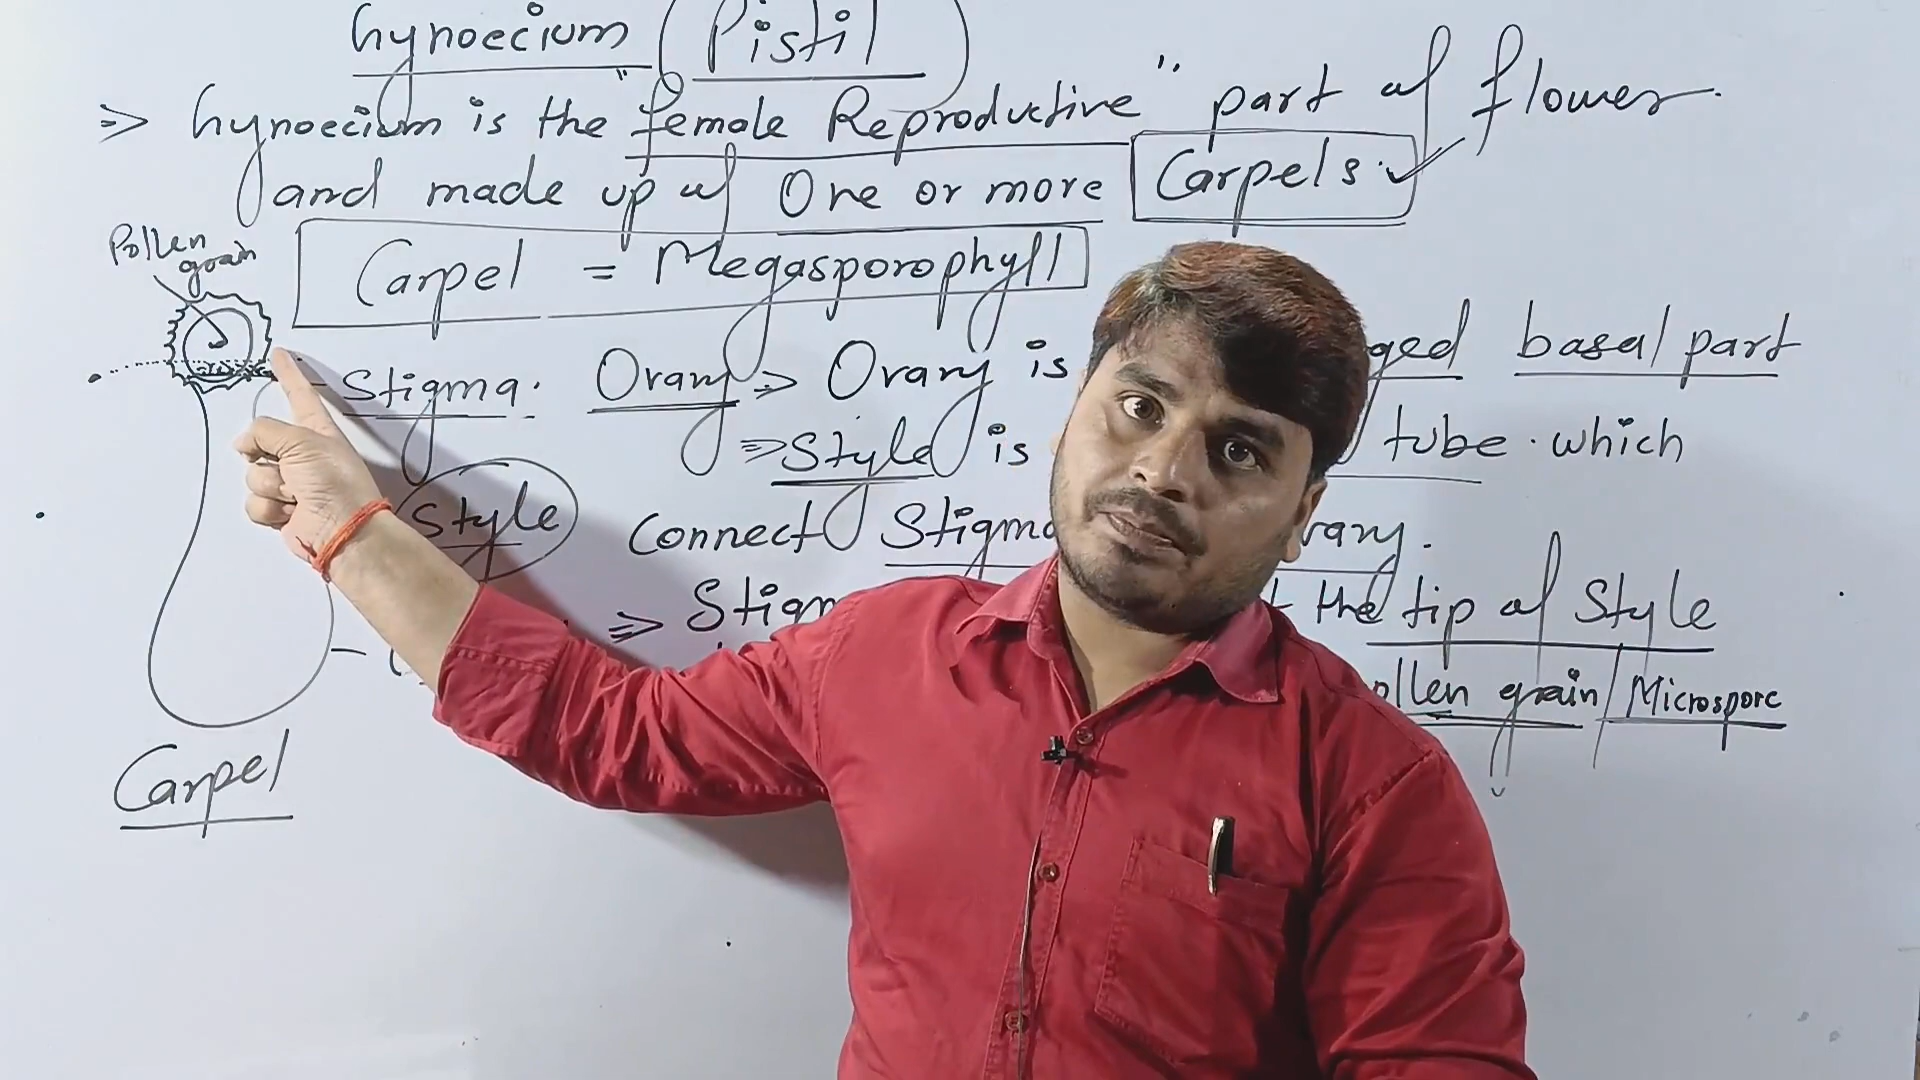 Gynoecium (Pistil)
⇒ Gynoecium is the "female Reproductive" part of flower.
and made up of One or more Carpels.
Carpel = Megasporophyll
Pollen
grain
Stigma.
Style
Carpel
Ovary ⇒ Ovary is basal part
⇒ Style is tube which
Connect Stigma
⇒ the tip of Style
grain / Microspore